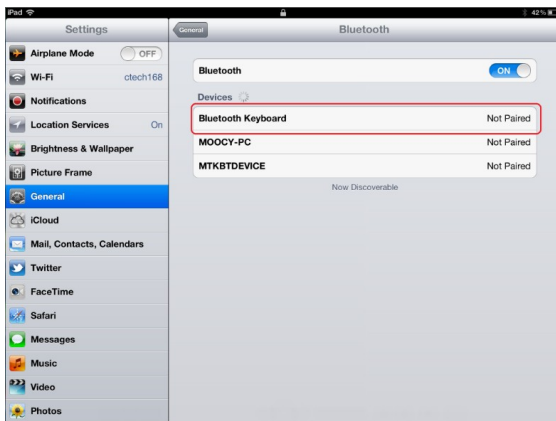 iPad 42%
Settings
General Bluetooth
Airplane Mode OFF
Wi-Fi ctech168
Notifications
Location Services On
Brightness & Wallpaper
Picture Frame
General
iCloud
Mail, Contacts, Calendars
Twitter
FaceTime
Safari
Messages
Music
Video
Photos
Bluetooth ON
Devices
Bluetooth Keyboard Not Paired
MOOCY-PC Not Paired
MTKBTDEVICE Not Paired
Now Discoverable